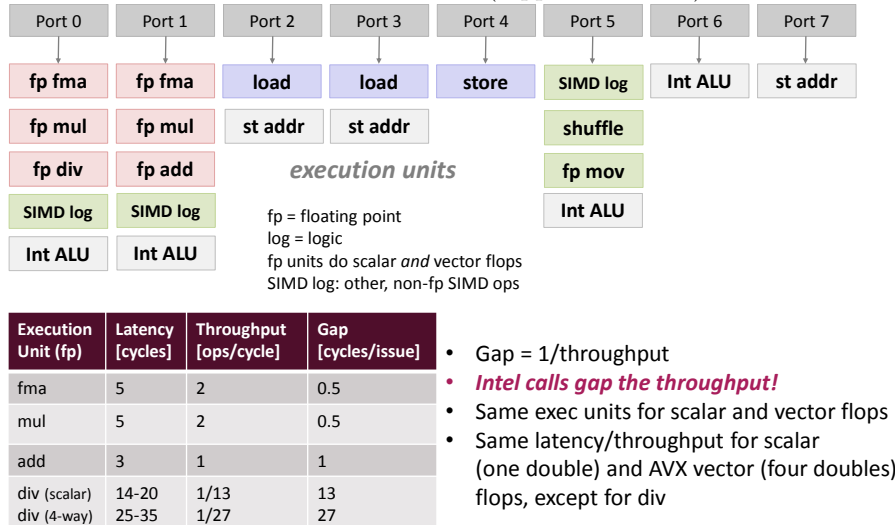 Port 0 Port 1 Port 2 Port 3 Port 4 Port 5 Port 6 Port 7
fp fma fp fma load load store SIMD log Int ALU st addr
fp mul fp mul st addr st addr shuffle
fp div fp add execution units fp mov
SIMD log SIMD log Int ALU
Int ALU Int ALU
fp = floating point
log = logic
fp units do scalar and vector flops
SIMD log: other, non-fp SIMD ops
Execution Unit (fp) Latency [cycles] Throughput [ops/cycle] Gap [cycles/issue]
fma 5 2 0.5
mul 5 2 0.5
add 3 1 1
div (scalar) 14-20 1/13 13
div (4-way) 25-35 1/27 27
• Gap = 1/throughput
• Intel calls gap the throughput!
• Same exec units for scalar and vector flops
• Same latency/throughput for scalar
(one double) and AVX vector (four doubles)
flops, except for div